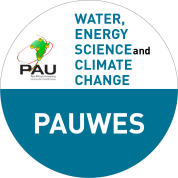 WATER,
ENERGY
SCIENCE and
CLIMATE
CHANGE
PAU
PAUWES